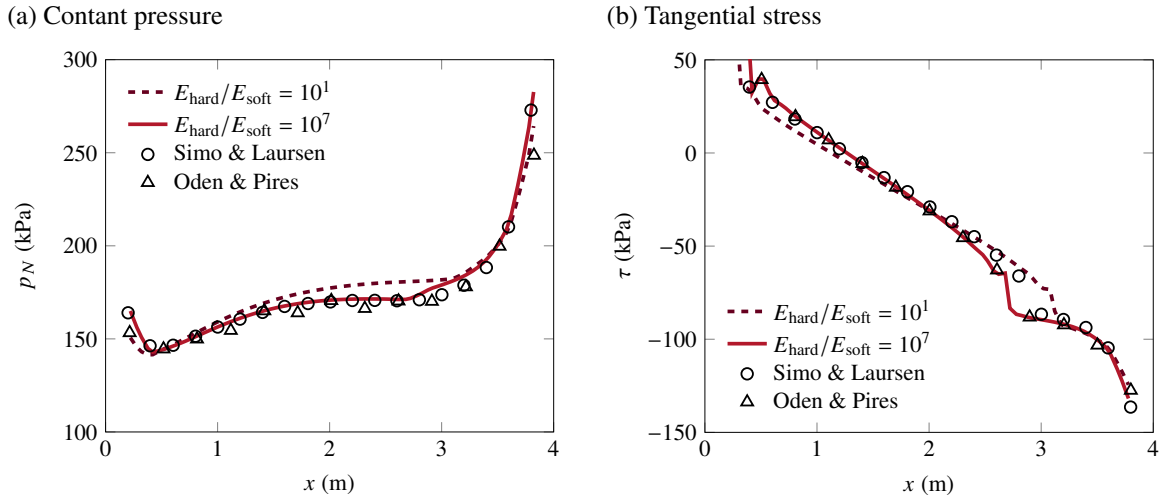 (a) Contant pressure
300
250
200
150
100
0
1
2
3
4
p_N (kPa)
x (m)
E_hard/E_soft = 10^1
E_hard/E_soft = 10^7
Simo & Laursen
Oden & Pires
(b) Tangential stress
50
0
−50
−100
−150
0
1
2
3
4
τ (kPa)
x (m)
E_hard/E_soft = 10^1
E_hard/E_soft = 10^7
Simo & Laursen
Oden & Pires